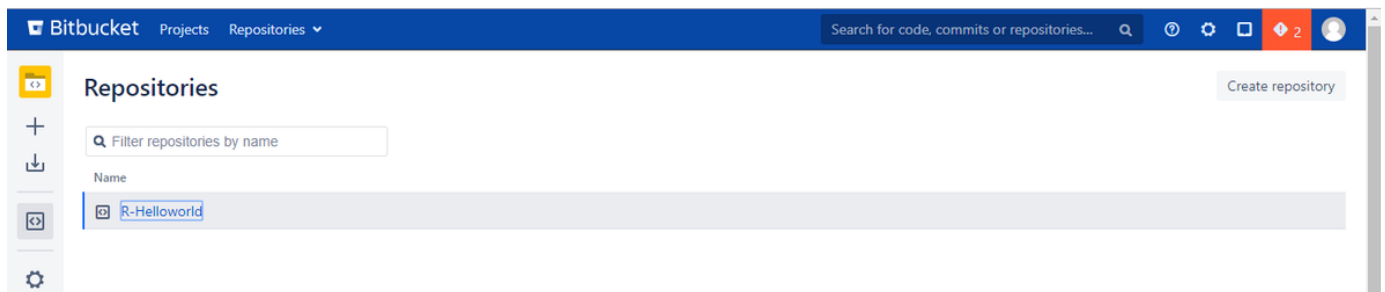 Bitbucket Projects Repositories Search for code, commits or repositories... 2
Repositories
Create repository
Filter repositories by name
Name
R-Helloworld